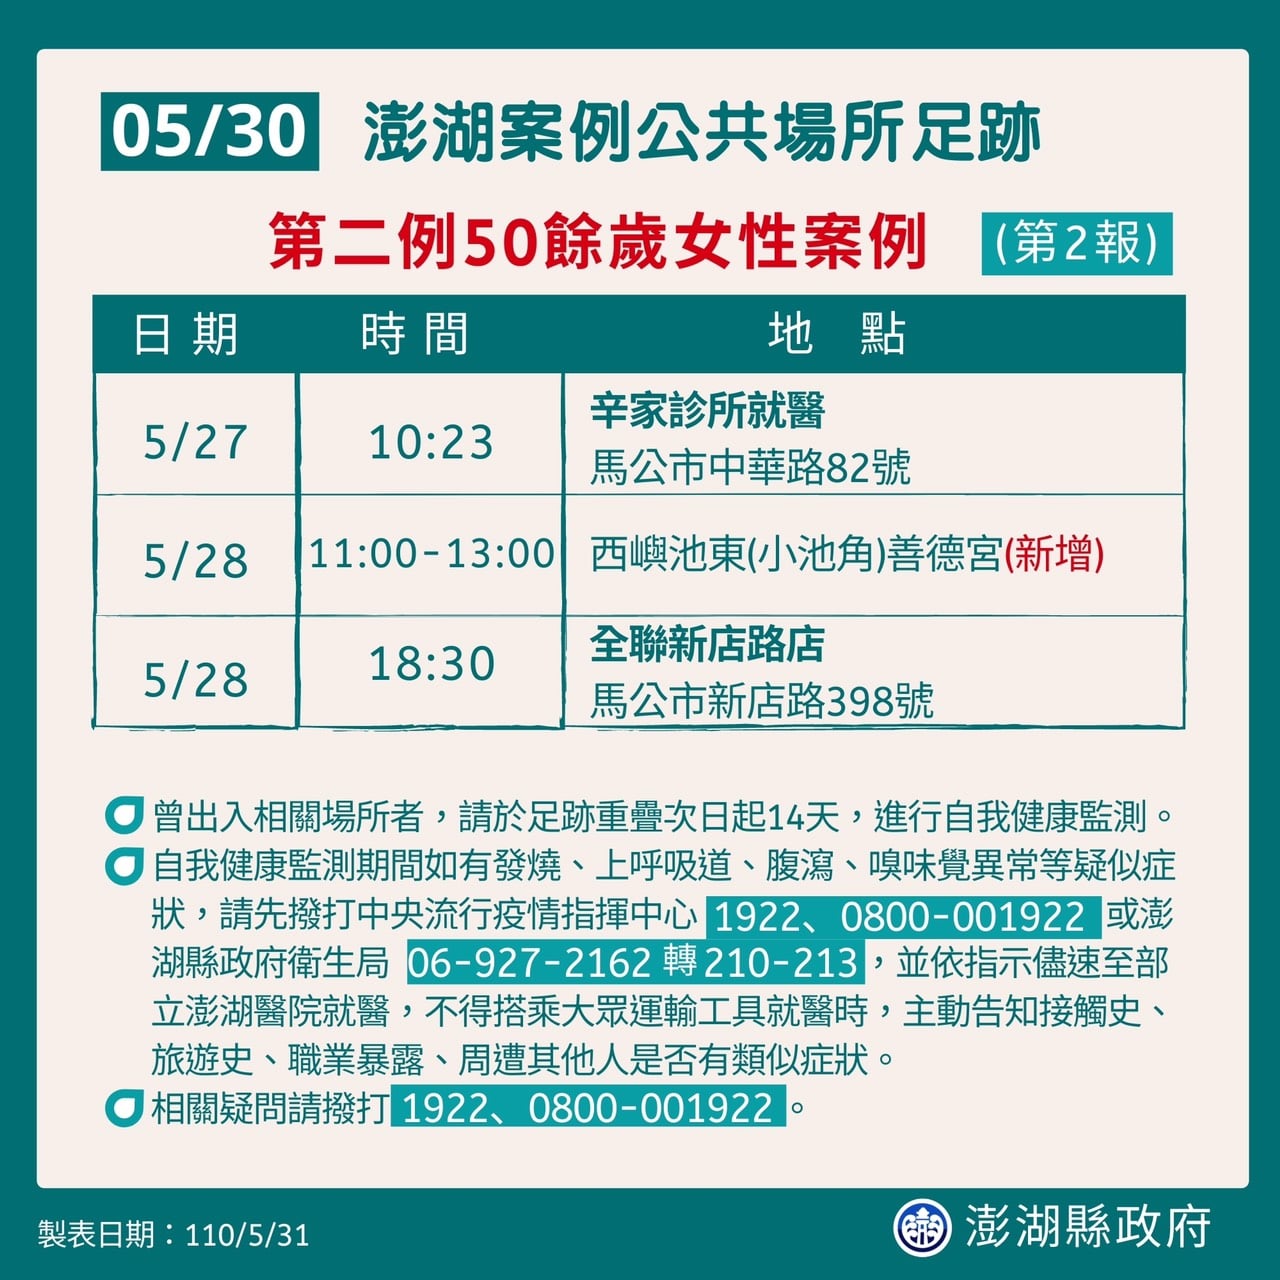 05/30 澎湖案例公共場所足跡
第二例50餘歲女性案例 (第2報)
日期 時間 地點
5/27 10:23 辛家診所就醫
馬公市中華路82號
5/28 11:00-13:00 西嶼池東(小池角)善德宮(新增)
5/28 18:30 全聯新店路店
馬公市新店路398號
曾出入相關場所者，請於足跡重疊次日起14天，進行自我健康監測。
自我健康監測期間如有發燒、上呼吸道、腹瀉、嗅味覺異常等疑似症
狀，請先撥打中央流行疫情指揮中心 1922、0800-001922 或澎
湖縣政府衛生局 06-927-2162 轉 210-213，並依指示儘速至部
立澎湖醫院就醫，不得搭乘大眾運輸工具就醫時，主動告知接觸史、
旅遊史、職業暴露、周遭其他人是否有類似症狀。
相關疑問請撥打 1922、0800-001922。
製表日期：110/5/31
澎湖縣政府